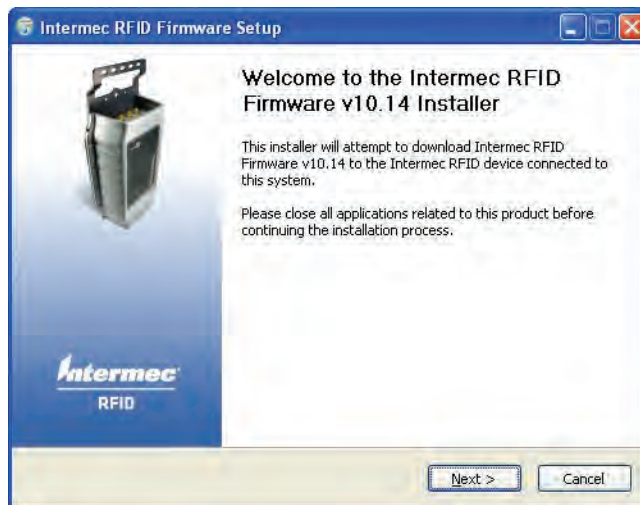 Intermec RFID Firmware Setup
Welcome to the Intermec RFID
Firmware v10.14 Installer
This installer will attempt to download Intermec RFID
Firmware v10.14 to the Intermec RFID device connected to
this system.
Please close all applications related to this product before
continuing the installation process.
Intermec
RFID
Next >
Cancel